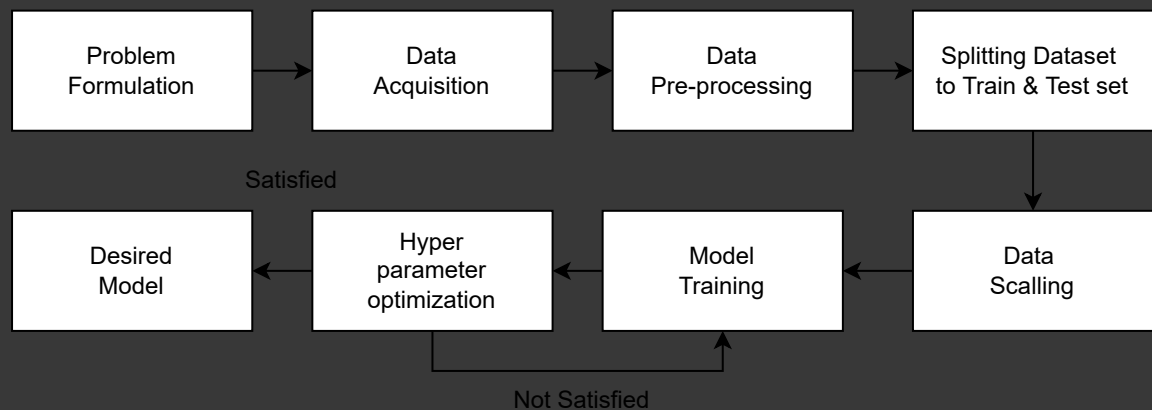 Problem
Formulation
Data
Acquisition
Data
Pre-processing
Splitting Dataset
to Train & Test set
Satisfied
Desired
Model
Hyper
parameter
optimization
Model
Training
Data
Scalling
Not Satisfied